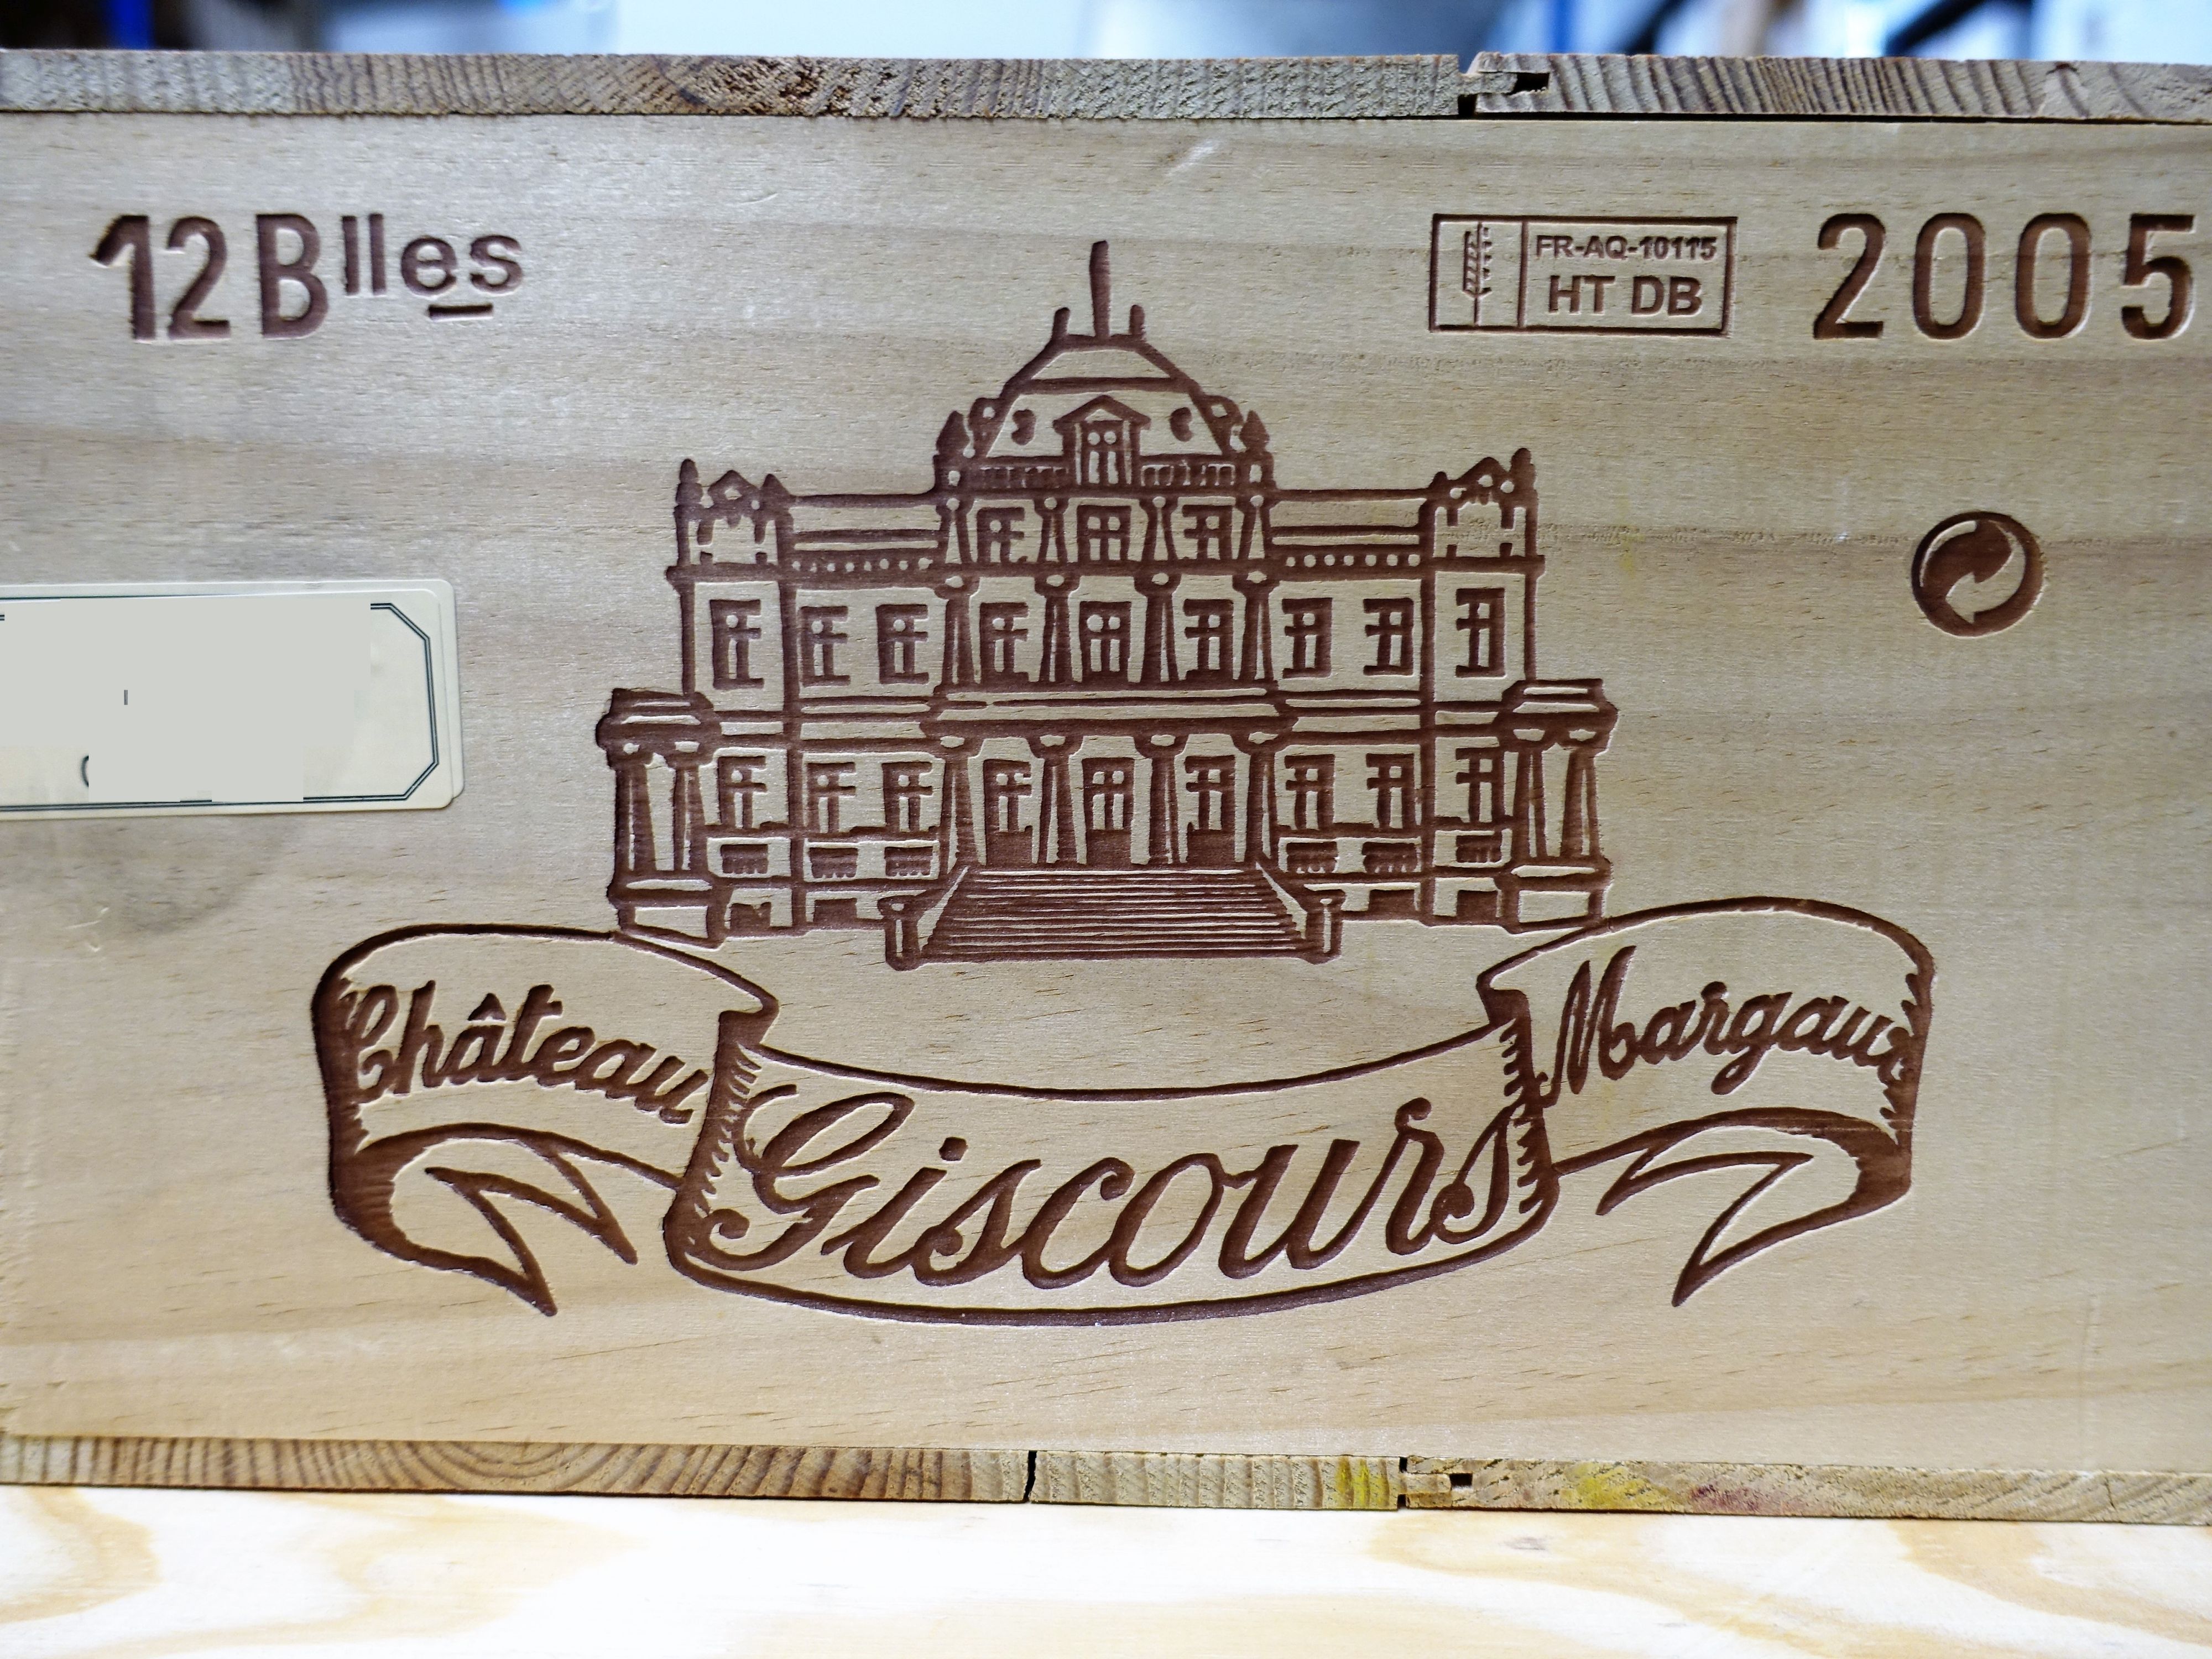 12 Blles
FR-AQ-10115
HT DB
2005
Château
Giscours
Margaux